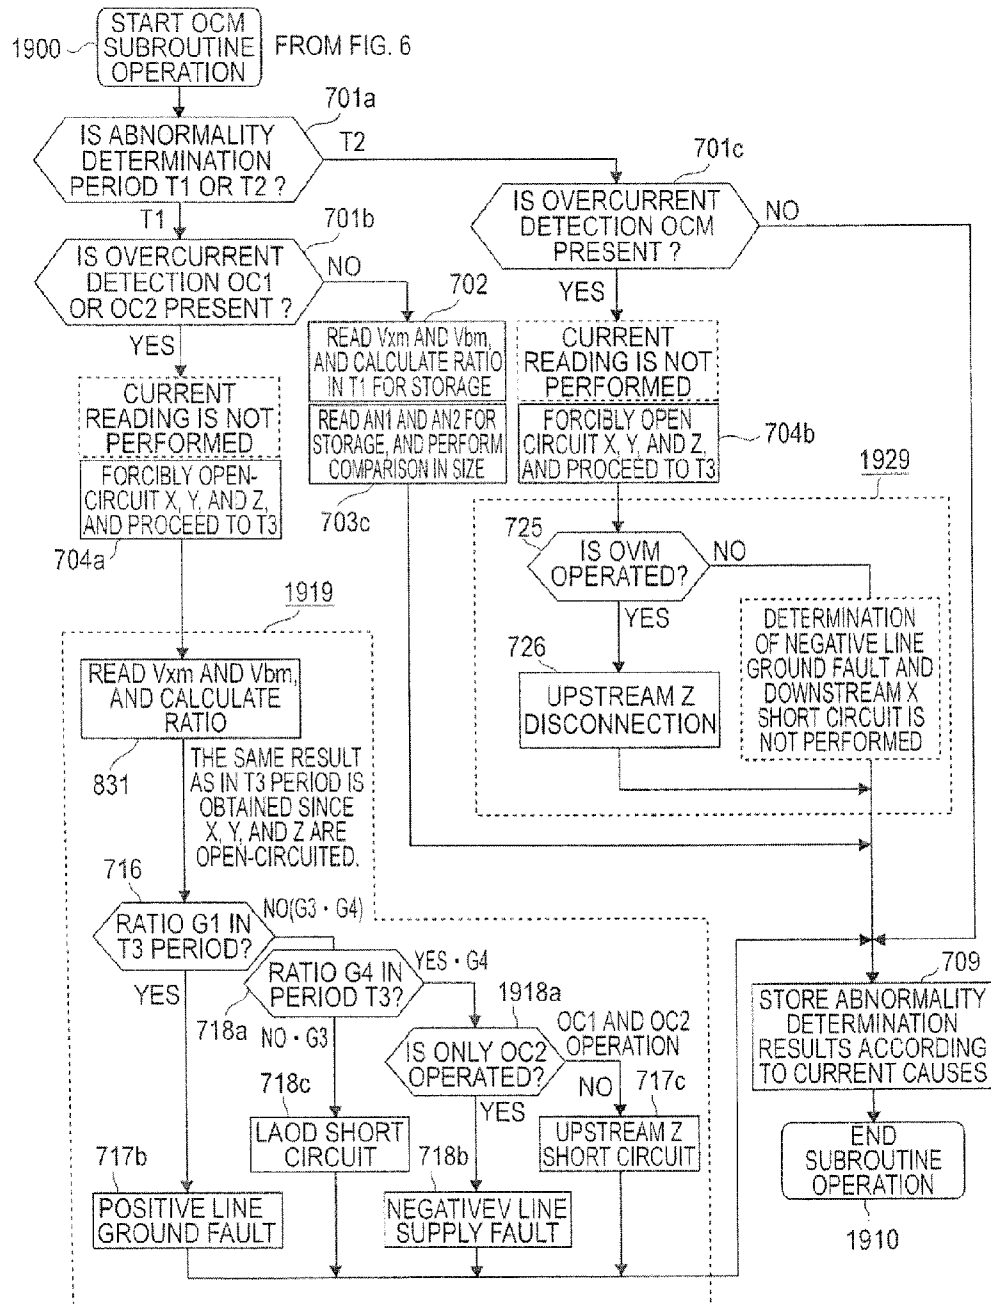 START OCM
SUBROUTINE
OPERATION
1900
FROM FIG. 6
701a
IS ABNORMALITY
DETERMINATION
PERIOD T1 OR T2 ?
T2
T1
701c
IS OVERCURRENT
DETECTION OCM
PRESENT ?
NO
YES
701b
IS OVERCURRENT
DETECTION OC1
OR OC2 PRESENT ?
NO
YES
702
READ Vxm AND Vbm,
AND CALCULATE RATIO
IN T1 FOR STORAGE
READ AN1 AND AN2 FOR
STORAGE, AND PERFORM
COMPARISON IN SIZE
703c
CURRENT
READING IS NOT
PERFORMED
FORCIBLY OPEN
CIRCUIT X, Y, AND Z,
AND PROCEED TO T3
704b
CURRENT
READING IS NOT
PERFORMED
FORCIBLY OPEN-
CIRCUIT X, Y, AND Z,
AND PROCEED TO T3
704a
1929
725
IS OVM
OPERATED?
NO
YES
726
UPSTREAM Z
DISCONNECTION
DETERMINATION
OF NEGATIVE LINE
GROUND FAULT AND
DOWNSTREAM X
SHORT CIRCUIT IS
NOT PERFORMED
1919
READ Vxm AND Vbm,
AND CALCULATE
RATIO
831
THE SAME RESULT
AS IN T3 PERIOD IS
OBTAINED SINCE
X, Y, AND Z ARE
OPEN-CIRCUITED.
716
RATIO G1 IN
T3 PERIOD?
NO(G3・G4)
YES
RATIO G4 IN
PERIOD T3?
718a
YES・G4
NO・G3
1918a
IS ONLY OC2
OPERATED?
OC1 AND OC2
OPERATION
NO
YES
718c
LAOD SHORT
CIRCUIT
717c
UPSTREAM Z
SHORT CIRCUIT
717b
POSITIVE LINE
GROUND FAULT
718b
NEGATIVEV LINE
SUPPLY FAULT
709
STORE ABNORMALITY
DETERMINATION
RESULTS ACCORDING
TO CURRENT CAUSES
END
SUBROUTINE
OPERATION
1910